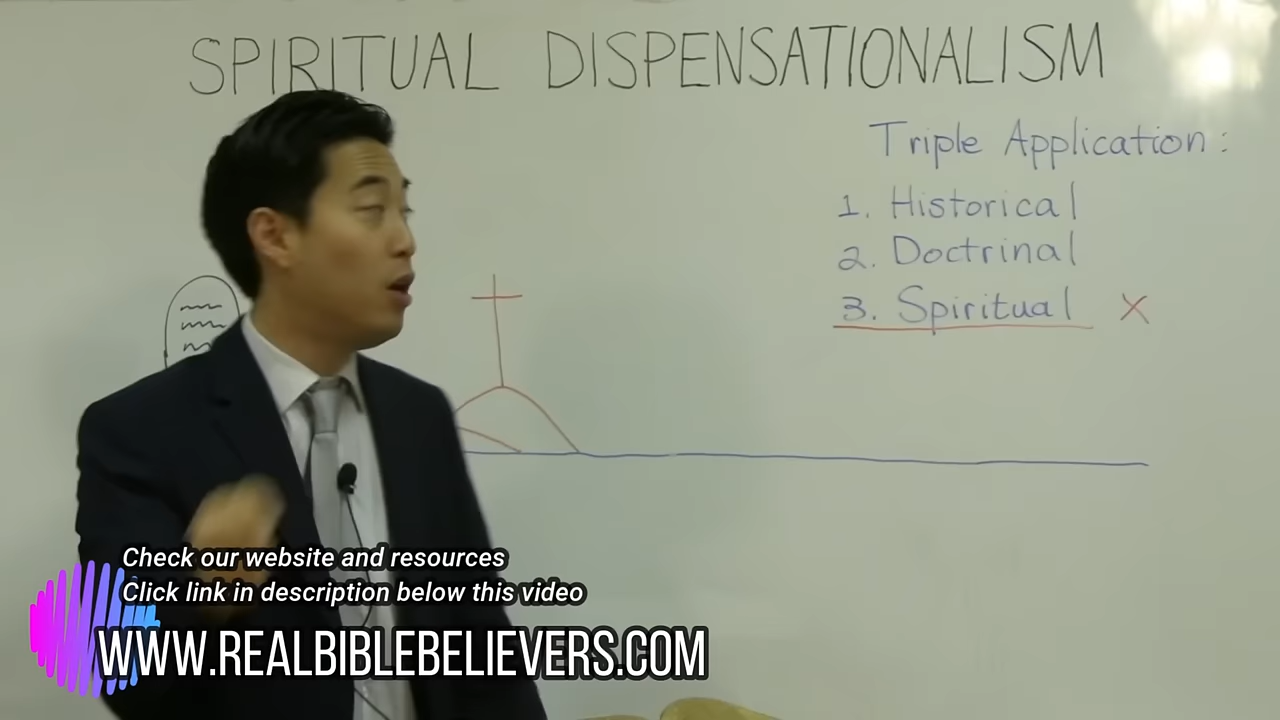 SPIRITUAL DISPENSATIONALISM
Triple Application:
1. Historical
2. Doctrinal
3. Spiritual X
Check our website and resources
Click link in description below this video
WWW.REALBIBLEBELIEVERS.COM